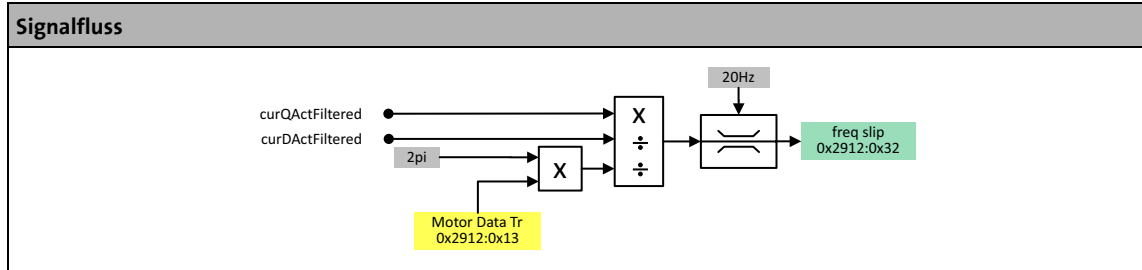 Signalfluss
20Hz
curQActFiltered
curDActFiltered
2pi
X
÷
÷
X
freq slip
0x2912:0x32
Motor Data Tr
0x2912:0x13